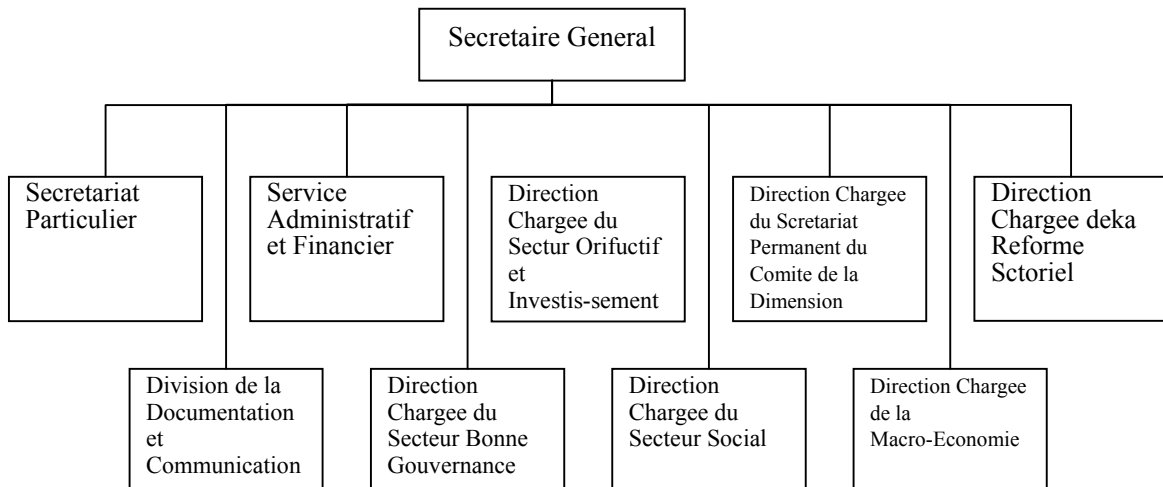 Secretaire General
Secretariat
Particulier
Service
Administratif
et Financier
Direction
Chargee du
Sectur Orifuctif
et
Investis-sement
Direction Chargee
du Scretariat
Permanent du
Comite de la
Dimension
Direction
Chargee deka
Reforme
Sctoriel
Division de la
Documentation
et
Communication
Direction
Chargee du
Secteur Bonne
Gouvernance
Direction
Chargee du
Secteur Social
Direction Chargee
de la
Macro-Economie